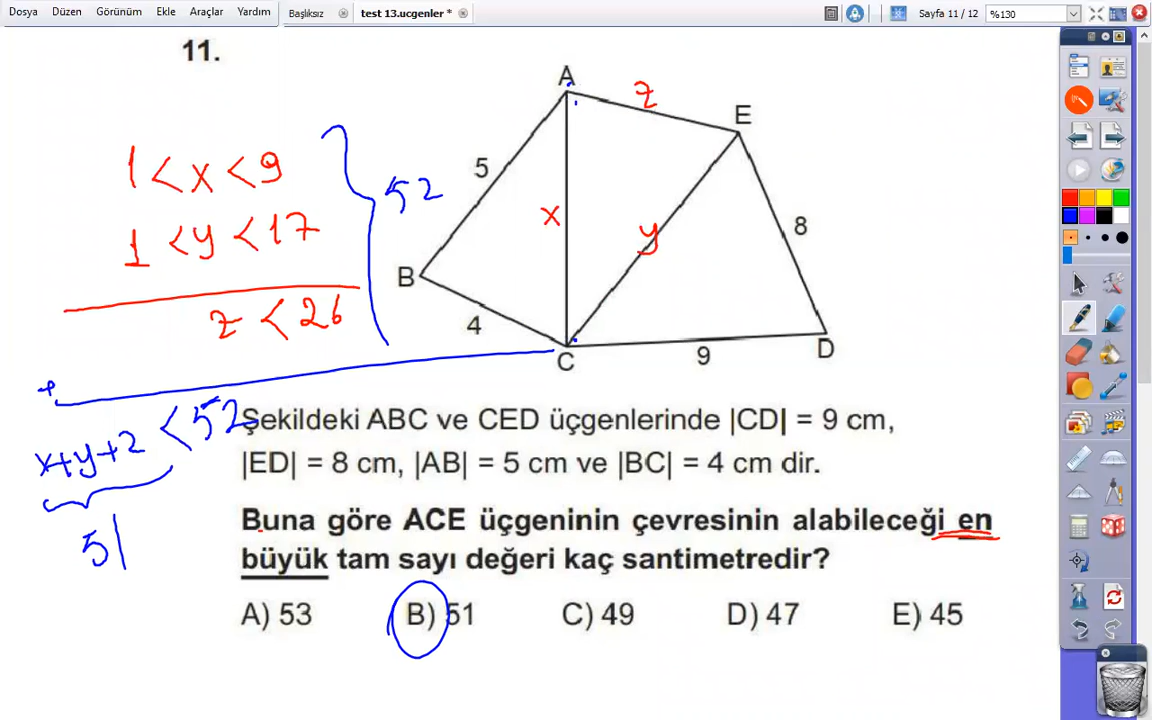 Dosya Düzen Görünüm Ekle Araçlar Yardım Başlıksız test 13.ucgenler * Sayfa 11 / 12 %130
11.
A
z
E
1 < x < 9
5
52
x
1 < y < 17
y
8
B
z < 26
4
C
9
D
+
x+y+z < 52
Şekildeki ABC ve CED üçgenlerinde |CD| = 9 cm,
|ED| = 8 cm, |AB| = 5 cm ve |BC| = 4 cm dir.
51
Buna göre ACE üçgeninin çevresinin alabileceği en
büyük tam sayı değeri kaç santimetredir?
A) 53 B) 51 C) 49 D) 47 E) 45